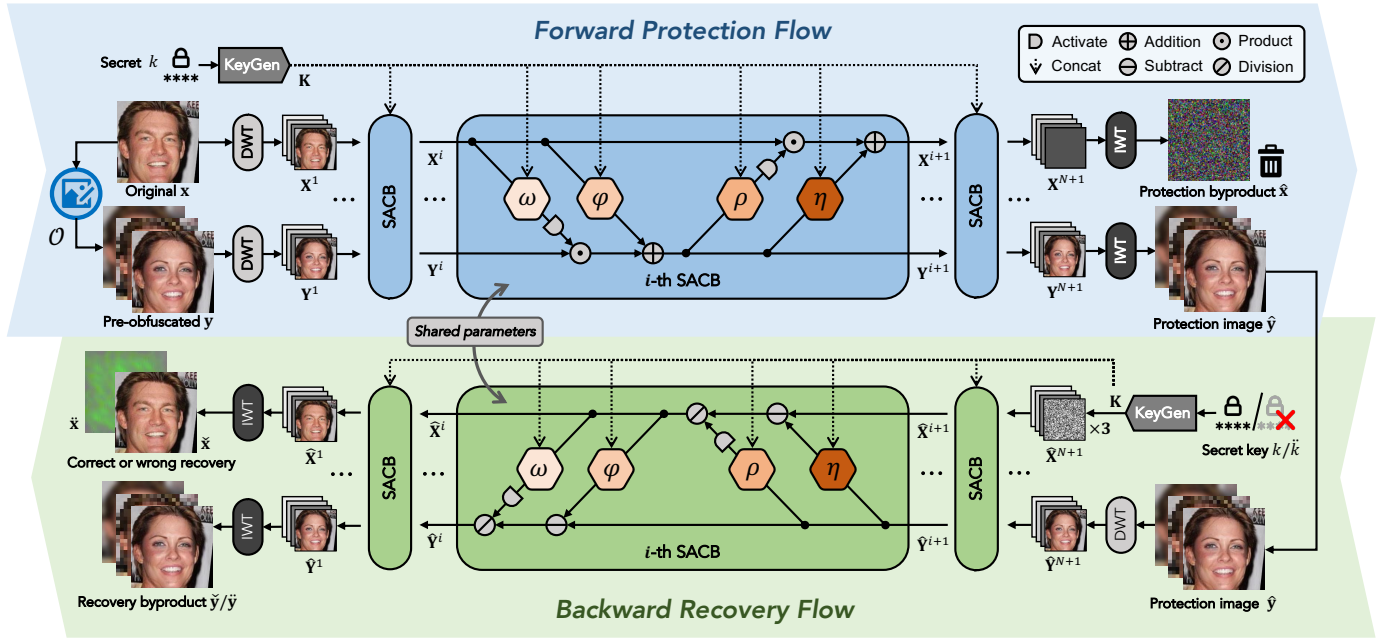 Forward Protection Flow
Secret k
****
KeyGen
K
Activate
Addition
Product
Concat
Subtract
Division
Original x
DWT
X¹
SACB
...
Xⁱ
...
ω
φ
ρ
η
Xⁱ⁺¹
...
SACB
...
Xᴺ⁺¹
IWT
Protection byproduct x̂
𝒪
Pre-obfuscated y
DWT
Y¹
Yⁱ
i-th SACB
Yⁱ⁺¹
Yᴺ⁺¹
IWT
Protection image ŷ
Shared parameters
ẍ
x̌
Correct or wrong recovery
IWT
X̂¹
...
SACB
X̂ⁱ
...
ω
φ
ρ
η
X̂ⁱ⁺¹
...
SACB
...
X̂ᴺ⁺¹
×3
K
KeyGen
****/****
Secret key k/k̈
Recovery byproduct y̌/ÿ
IWT
Ŷ¹
Ŷⁱ
i-th SACB
Ŷⁱ⁺¹
Ŷᴺ⁺¹
DWT
Protection image ŷ
Backward Recovery Flow